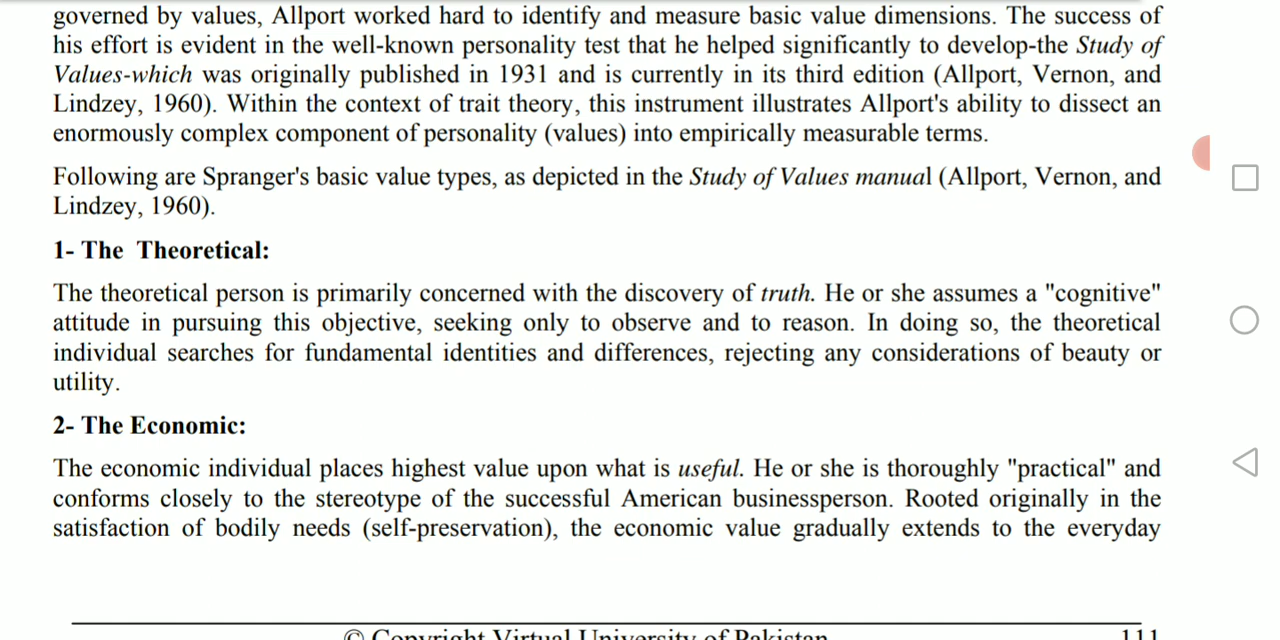 governed by values, Allport worked hard to identify and measure basic value dimensions. The success of
his effort is evident in the well-known personality test that he helped significantly to develop-the Study of
Values-which was originally published in 1931 and is currently in its third edition (Allport, Vernon, and
Lindzey, 1960). Within the context of trait theory, this instrument illustrates Allport's ability to dissect an
enormously complex component of personality (values) into empirically measurable terms.
Following are Spranger's basic value types, as depicted in the Study of Values manual (Allport, Vernon, and
Lindzey, 1960).
1- The Theoretical:
The theoretical person is primarily concerned with the discovery of truth. He or she assumes a "cognitive"
attitude in pursuing this objective, seeking only to observe and to reason. In doing so, the theoretical
individual searches for fundamental identities and differences, rejecting any considerations of beauty or
utility.
2- The Economic:
The economic individual places highest value upon what is useful. He or she is thoroughly "practical" and
conforms closely to the stereotype of the successful American businessperson. Rooted originally in the
satisfaction of bodily needs (self-preservation), the economic value gradually extends to the everyday
© Copyright Virtual University of Pakistan 111